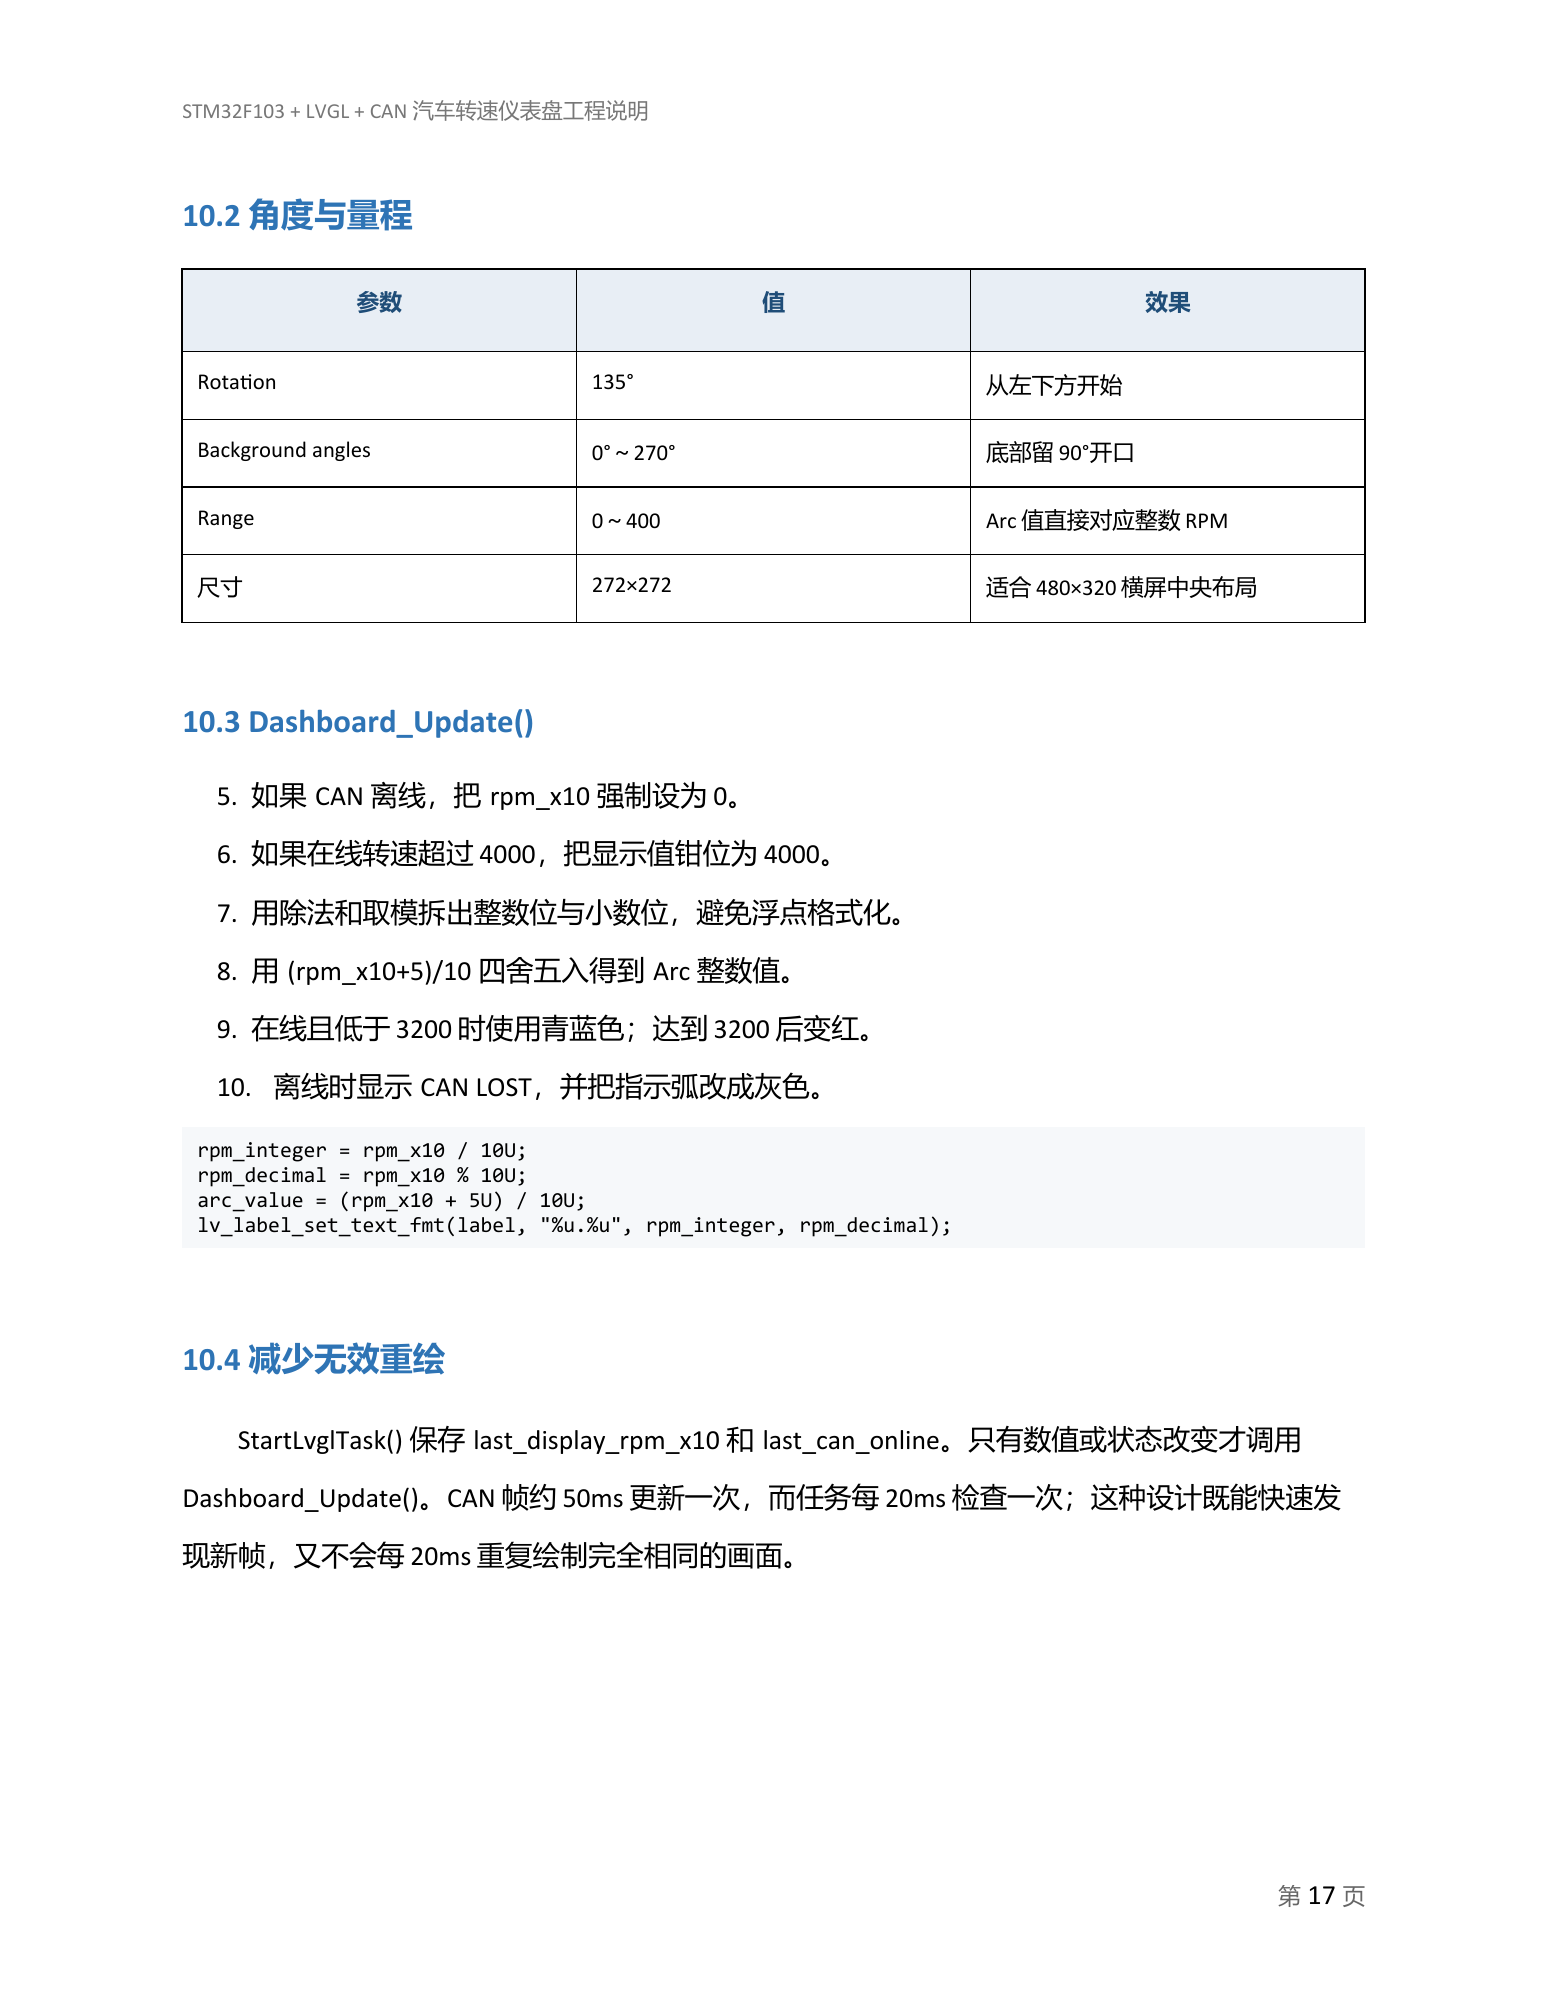 STM32F103 + LVGL + CAN 汽车转速仪表盘工程说明
10.2 角度与量程
参数 值 效果
Rotation 135° 从左下方开始
Background angles 0° ~ 270° 底部留 90°开口
Range 0 ~ 400 Arc 值直接对应整数 RPM
尺寸 272×272 适合 480×320 横屏中央布局
10.3 Dashboard_Update()
5. 如果 CAN 离线，把 rpm_x10 强制设为 0。
6. 如果在线转速超过 4000，把显示值钳位为 4000。
7. 用除法和取模拆出整数位与小数位，避免浮点格式化。
8. 用 (rpm_x10+5)/10 四舍五入得到 Arc 整数值。
9. 在线且低于 3200 时使用青蓝色；达到 3200 后变红。
10. 离线时显示 CAN LOST，并把指示弧改成灰色。
rpm_integer = rpm_x10 / 10U;
rpm_decimal = rpm_x10 % 10U;
arc_value = (rpm_x10 + 5U) / 10U;
lv_label_set_text_fmt(label, "%u.%u", rpm_integer, rpm_decimal);
10.4 减少无效重绘
StartLvglTask() 保存 last_display_rpm_x10 和 last_can_online。只有数值或状态改变才调用
Dashboard_Update()。CAN 帧约 50ms 更新一次，而任务每 20ms 检查一次；这种设计既能快速发
现新帧，又不会每 20ms 重复绘制完全相同的画面。
第 17 页